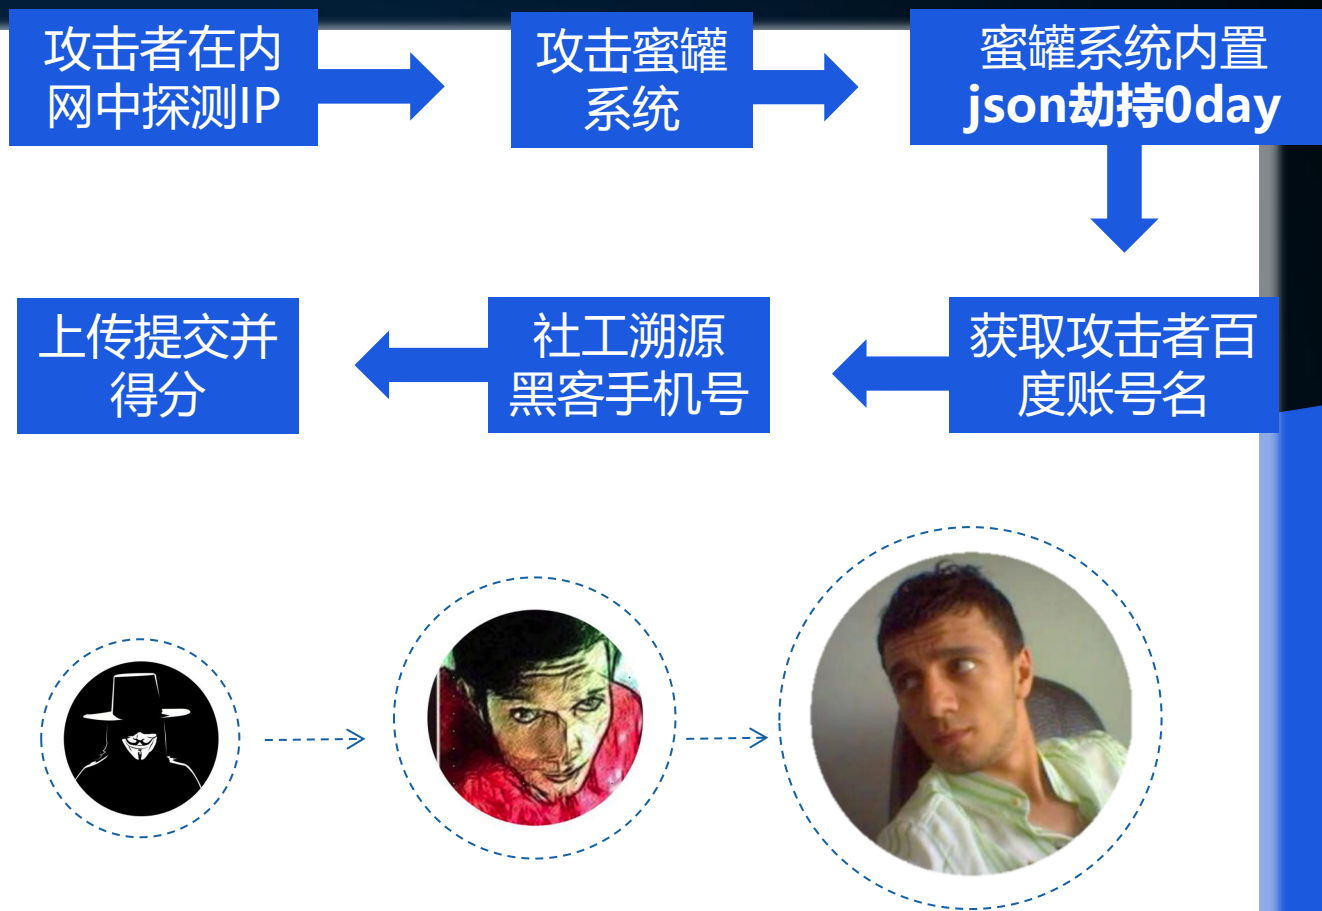 攻击者在内
网中探测IP
攻击蜜罐
系统
蜜罐系统内置
json劫持0day
获取攻击者百
度账号名
社工溯源
黑客手机号
上传提交并
得分